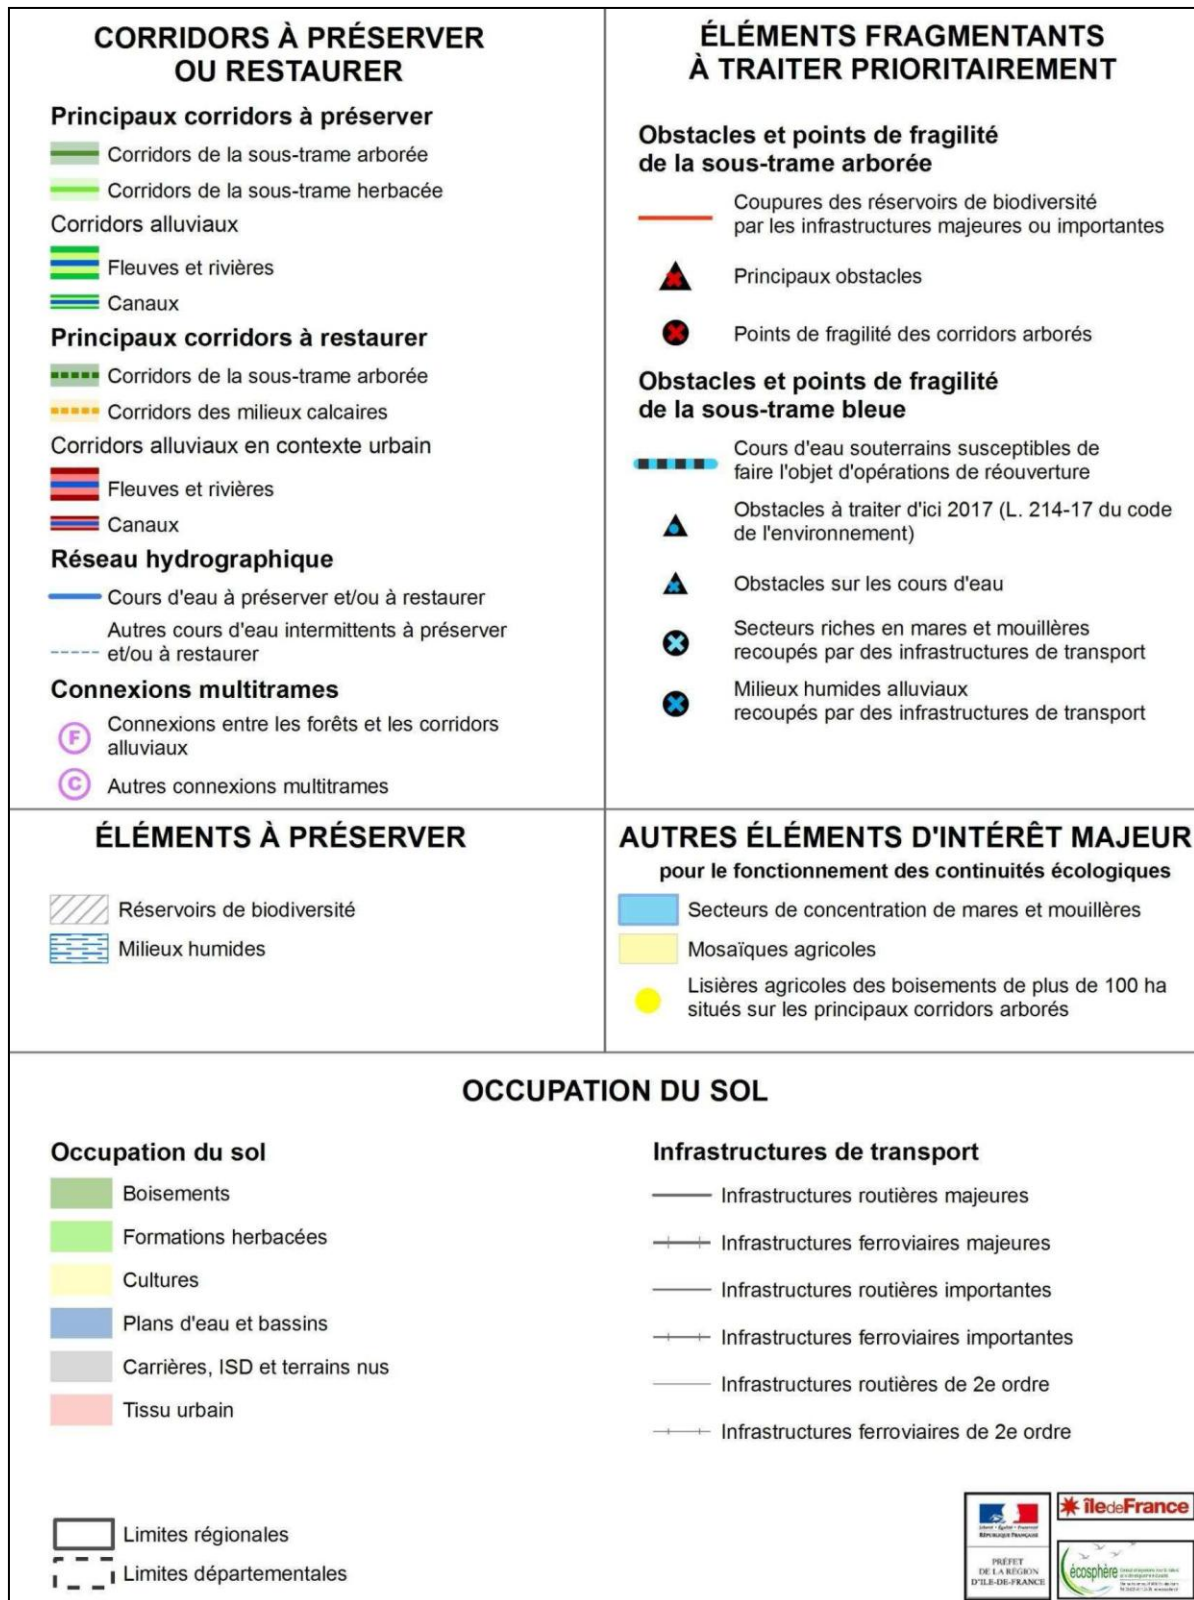 CORRIDORS À PRÉSERVER
OU RESTAURER
Principaux corridors à préserver
Corridors de la sous-trame arborée
Corridors de la sous-trame herbacée
Corridors alluviaux
Fleuves et rivières
Canaux
Principaux corridors à restaurer
Corridors de la sous-trame arborée
Corridors des milieux calcaires
Corridors alluviaux en contexte urbain
Fleuves et rivières
Canaux
Réseau hydrographique
Cours d'eau à préserver et/ou à restaurer
Autres cours d'eau intermittents à préserver
et/ou à restaurer
Connexions multitrames
F
Connexions entre les forêts et les corridors
alluviaux
C
Autres connexions multitrames
ÉLÉMENTS FRAGMENTANTS
À TRAITER PRIORITAIREMENT
Obstacles et points de fragilité
de la sous-trame arborée
Coupures des réservoirs de biodiversité
par les infrastructures majeures ou importantes
Principaux obstacles
Points de fragilité des corridors arborés
Obstacles et points de fragilité
de la sous-trame bleue
Cours d'eau souterrains susceptibles de
faire l'objet d'opérations de réouverture
Obstacles à traiter d'ici 2017 (L. 214-17 du code
de l'environnement)
Obstacles sur les cours d'eau
Secteurs riches en mares et mouillères
recoupés par des infrastructures de transport
Milieux humides alluviaux
recoupés par des infrastructures de transport
ÉLÉMENTS À PRÉSERVER
Réservoirs de biodiversité
Milieux humides
AUTRES ÉLÉMENTS D'INTÉRÊT MAJEUR
pour le fonctionnement des continuités écologiques
Secteurs de concentration de mares et mouillères
Mosaïques agricoles
Lisières agricoles des boisements de plus de 100 ha
situés sur les principaux corridors arborés
OCCUPATION DU SOL
Occupation du sol
Boisements
Formations herbacées
Cultures
Plans d'eau et bassins
Carrières, ISD et terrains nus
Tissu urbain
Infrastructures de transport
Infrastructures routières majeures
Infrastructures ferroviaires majeures
Infrastructures routières importantes
Infrastructures ferroviaires importantes
Infrastructures routières de 2e ordre
Infrastructures ferroviaires de 2e ordre
Limites régionales
Limites départementales
Liberté • Égalité • Fraternité
RÉPUBLIQUE FRANÇAISE
PRÉFET
DE LA RÉGION
D'ILE-DE-FRANCE
îledeFrance
écosphère